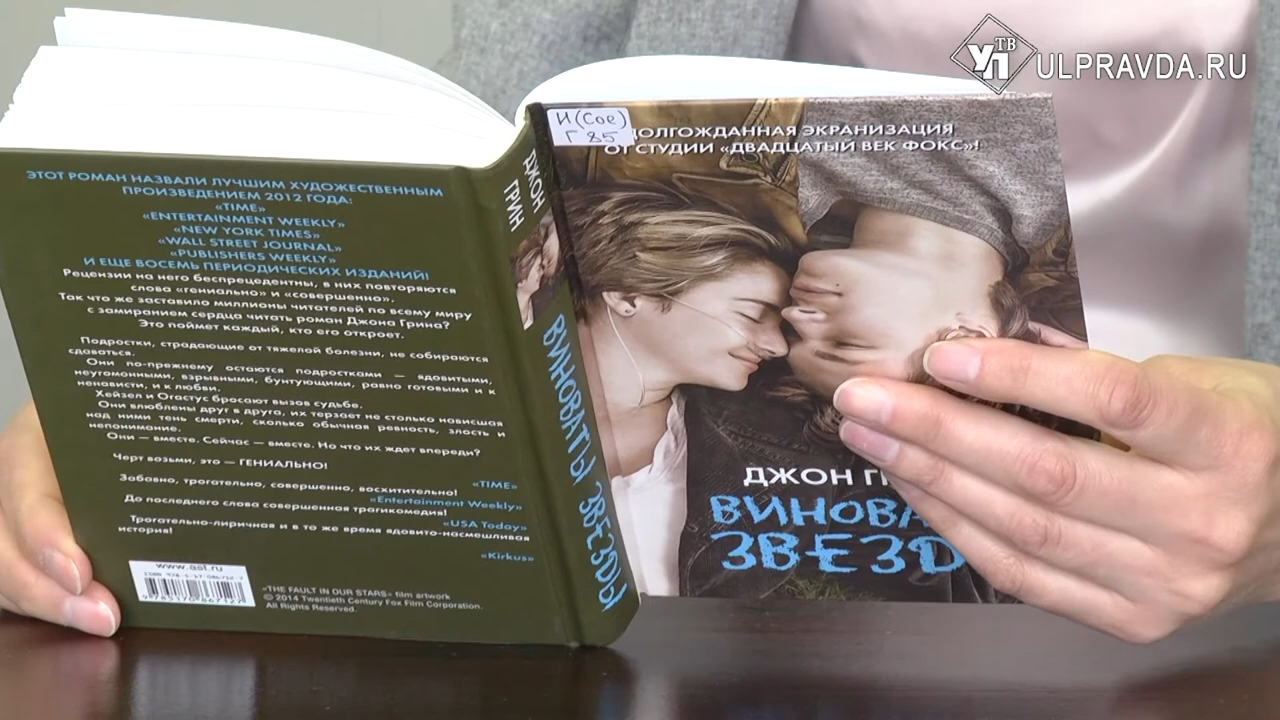 УП ТВ ULPRAVDA.RU
ЭТОТ РОМАН НАЗВАЛИ ЛУЧШИМ ХУДОЖЕСТВЕННЫМ
ПРОИЗВЕДЕНИЕМ 2012 ГОДА:
«TIME»
«ENTERTAINMENT WEEKLY»
«NEW YORK TIMES»
«WALL STREET JOURNAL»
«PUBLISHERS WEEKLY»
И ЕЩЕ ВОСЕМЬ ПЕРИОДИЧЕСКИХ ИЗДАНИЙ!
Рецензии на него беспрецедентны, в них повторяются
слова «гениально» и «совершенно».
Так что же заставило миллионы читателей по всему миру
с замиранием сердца читать роман Джона Грина?
Это поймет каждый, кто его откроет.
Подростки, страдающие от тяжелой болезни, не собираются
сдаваться.
Они по-прежнему остаются подростками — ядовитыми,
неугомонными, взрывными, бунтующими, равно готовыми и к
ненависти, и к любви.
Хейзел и Огастус бросают вызов судьбе.
Они влюблены друг в друга, их терзает не столько нависшая
над ними тень смерти, сколько обычная ревность, злость и
непонимание.
Они — вместе. Сейчас — вместе. Но что их ждет впереди?
Черт возьми, это — ГЕНИАЛЬНО!
«TIME»
Забавно, трогательно, совершенно, восхитительно!
«Entertainment Weekly»
До последнего слова совершенная трагикомедия!
«USA Today»
Трогательно-лиричная и в то же время ядовито-насмешливая
история!
«Kirkus»
www.ast.ru
«THE FAULT IN OUR STARS» film artwork
© 2014 Twentieth Century Fox Film Corporation.
All Rights Reserved.
ДЖОН
ГРИН
ВИНОВАТЫ ЗВЕЗДЫ
И(Сое)
Г 85
ДОЛГОЖДАННАЯ ЭКРАНИЗАЦИЯ
ОТ СТУДИИ «ДВАДЦАТЫЙ ВЕК ФОКС»!
ДЖОН Г
ВИНОВА
ЗВЕЗД